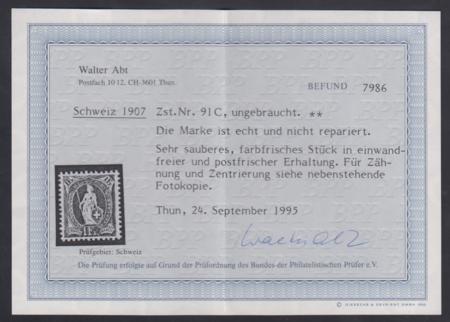 Walter Abt
Postfach 10 12, CH-3601 Thun.
BEFUND 7986
Schweiz 1907 Zst.Nr. 91C, ungebraucht. **
Die Marke ist echt und nicht repariert.
Sehr sauberes, farbfrisches Stück in einwand-
freier und postfrischer Erhaltung. Für Zäh-
nung und Zentrierung siehe nebenstehende
Fotokopie.
Thun, 24. September 1995
Prüfgebiet: Schweiz
Die Prüfung erfolgte auf Grund der Prüfordnung des Bundes der Philatelistischen Prüfer e.V.